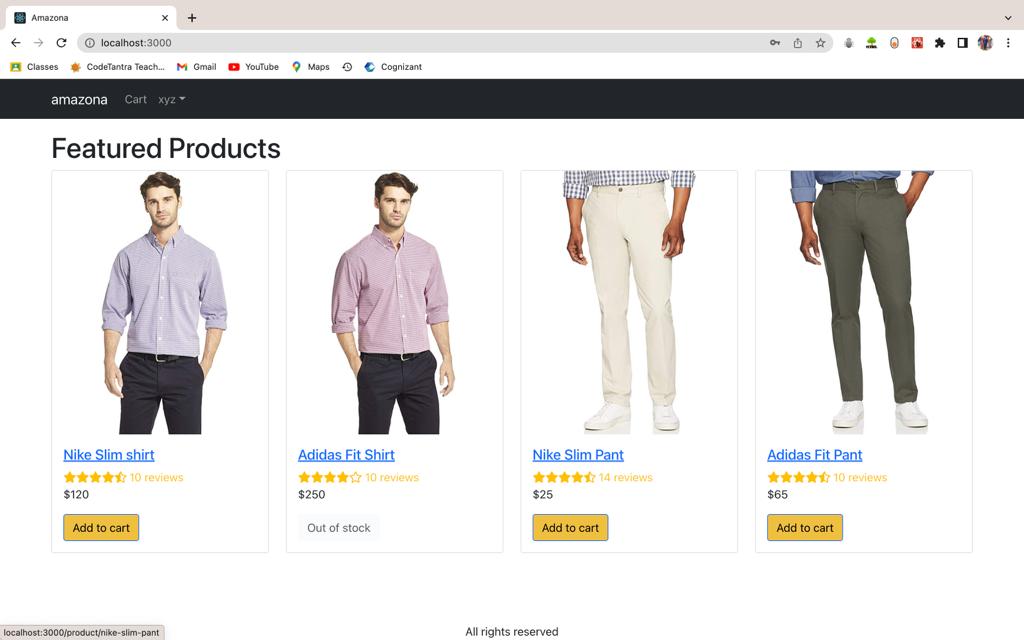 Amazona
localhost:3000
Classes CodeTantra Teach... Gmail YouTube Maps Cognizant
amazona Cart xyz
Featured Products
Nike Slim shirt
10 reviews
$120
Add to cart
Adidas Fit Shirt
10 reviews
$250
Out of stock
Nike Slim Pant
14 reviews
$25
Add to cart
Adidas Fit Pant
10 reviews
$65
Add to cart
localhost:3000/product/nike-slim-pant
All rights reserved